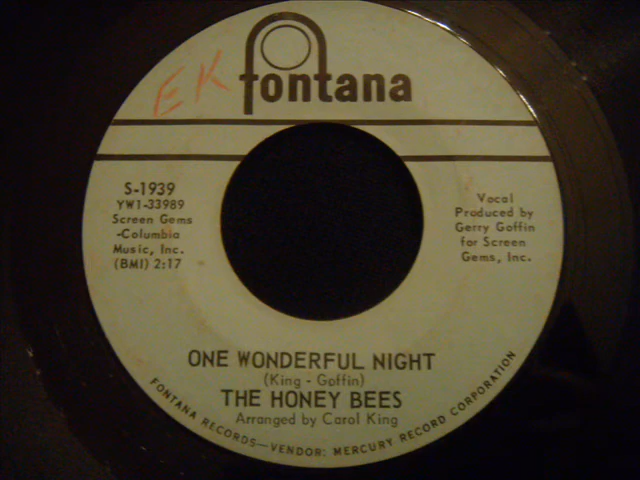 EK
fontana
S-1939
YW1-33989
Screen Gems
-Columbia
Music, Inc.
(BMI) 2:17
Vocal
Produced by
Gerry Goffin
for Screen
Gems, Inc.
ONE WONDERFUL NIGHT
(King - Goffin)
THE HONEY BEES
Arranged by Carol King
FONTANA RECORDS—VENDOR: MERCURY RECORD CORPORATION